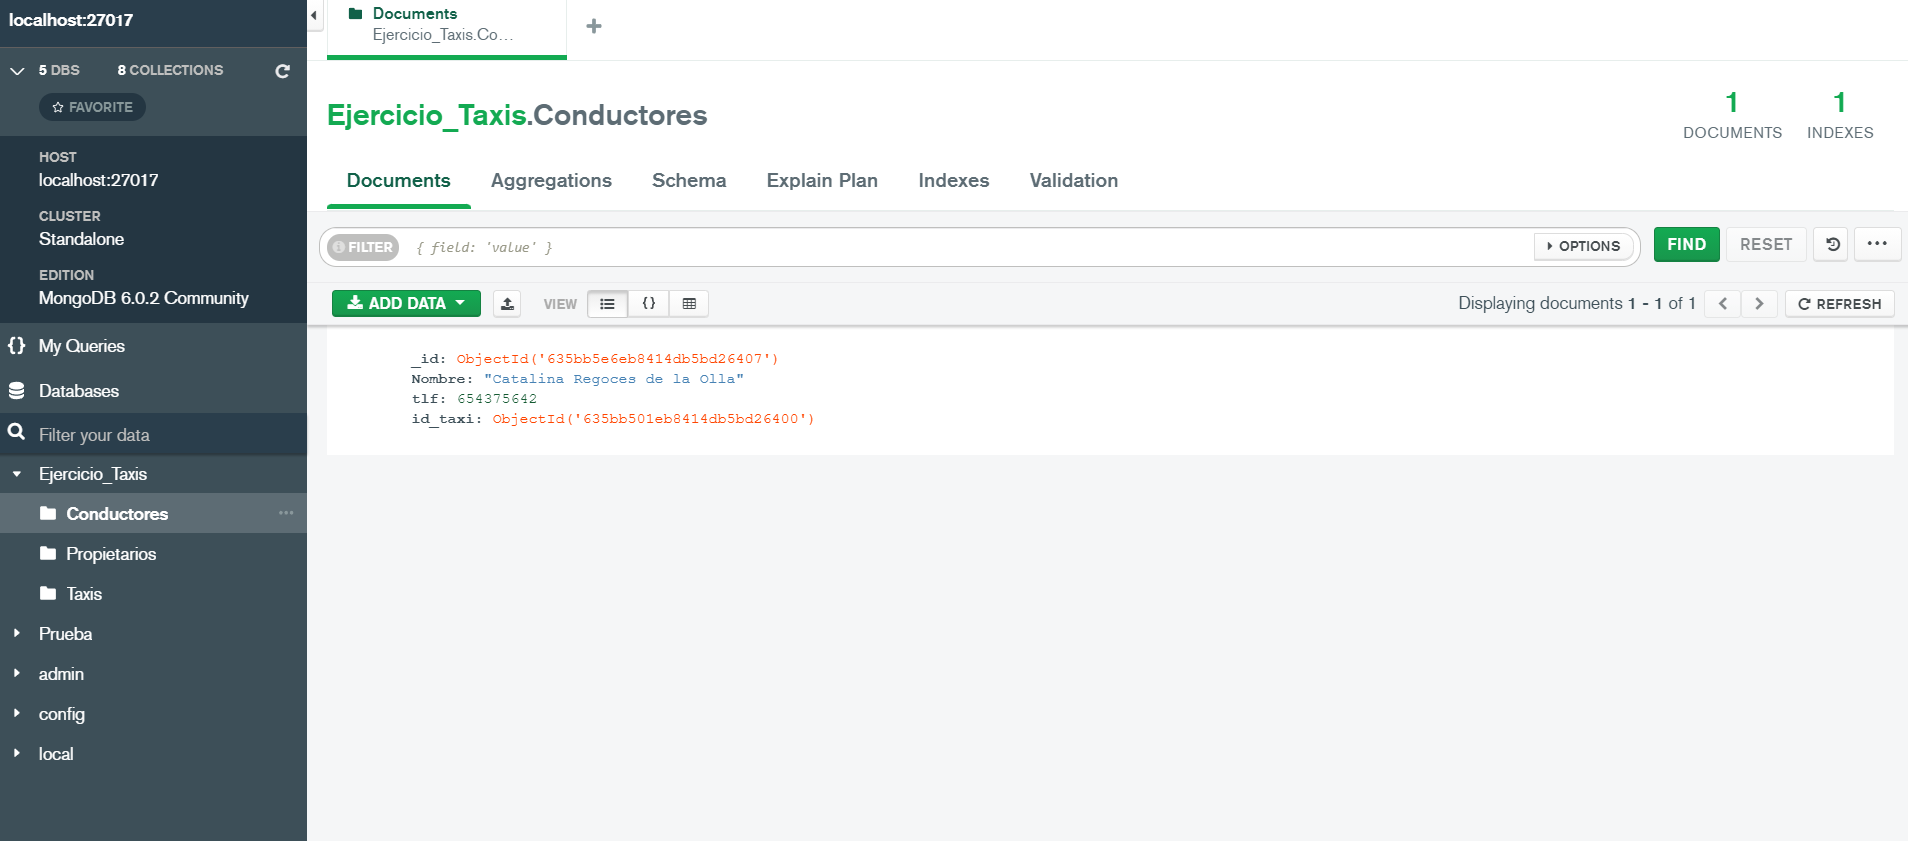 localhost:27017
5 DBS 8 COLLECTIONS
FAVORITE
HOST
localhost:27017
CLUSTER
Standalone
EDITION
MongoDB 6.0.2 Community
{} My Queries
Databases
Filter your data
Ejercicio_Taxis
Conductores ...
Propietarios
Taxis
Prueba
admin
config
local
Documents
Ejercicio_Taxis.Co...
+
Ejercicio_Taxis.Conductores
1 DOCUMENTS
1 INDEXES
Documents Aggregations Schema Explain Plan Indexes Validation
FILTER { field: 'value' } OPTIONS FIND RESET ...
ADD DATA VIEW {} Displaying documents 1 - 1 of 1 < > REFRESH
_id: ObjectId('635bb5e6eb8414db5bd26407')
Nombre: "Catalina Regoces de la Olla"
tlf: 654375642
id_taxi: ObjectId('635bb501eb8414db5bd26400')